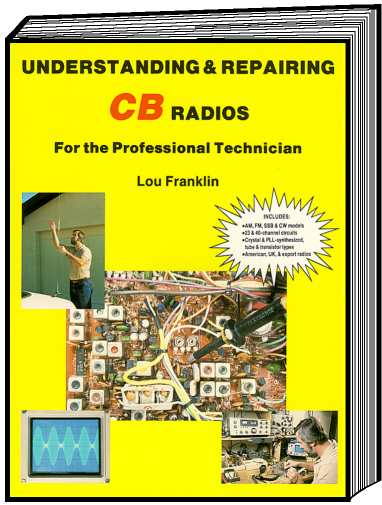 UNDERSTANDING & REPAIRING
CB RADIOS
For the Professional Technician
Lou Franklin
INCLUDES:
•AM, FM, SSB & CW models
•23 & 40-channel circuits
•Crystal & PLL-synthesized,
tube & transistor types
•American, UK, & export radios